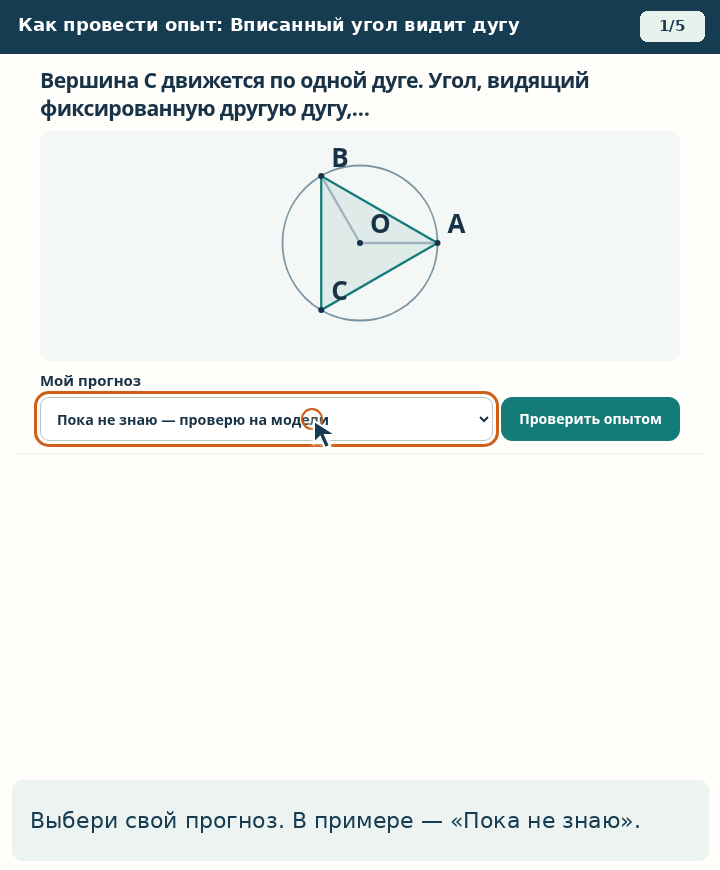 Как провести опыт: Вписанный угол видит дугу
1/5
Вершина C движется по одной дуге. Угол, видящий
фиксированную другую дугу,...
B
O
A
C
Мой прогноз
Пока не знаю — проверю на модели
Проверить опытом
Выбери свой прогноз. В примере — «Пока не знаю».